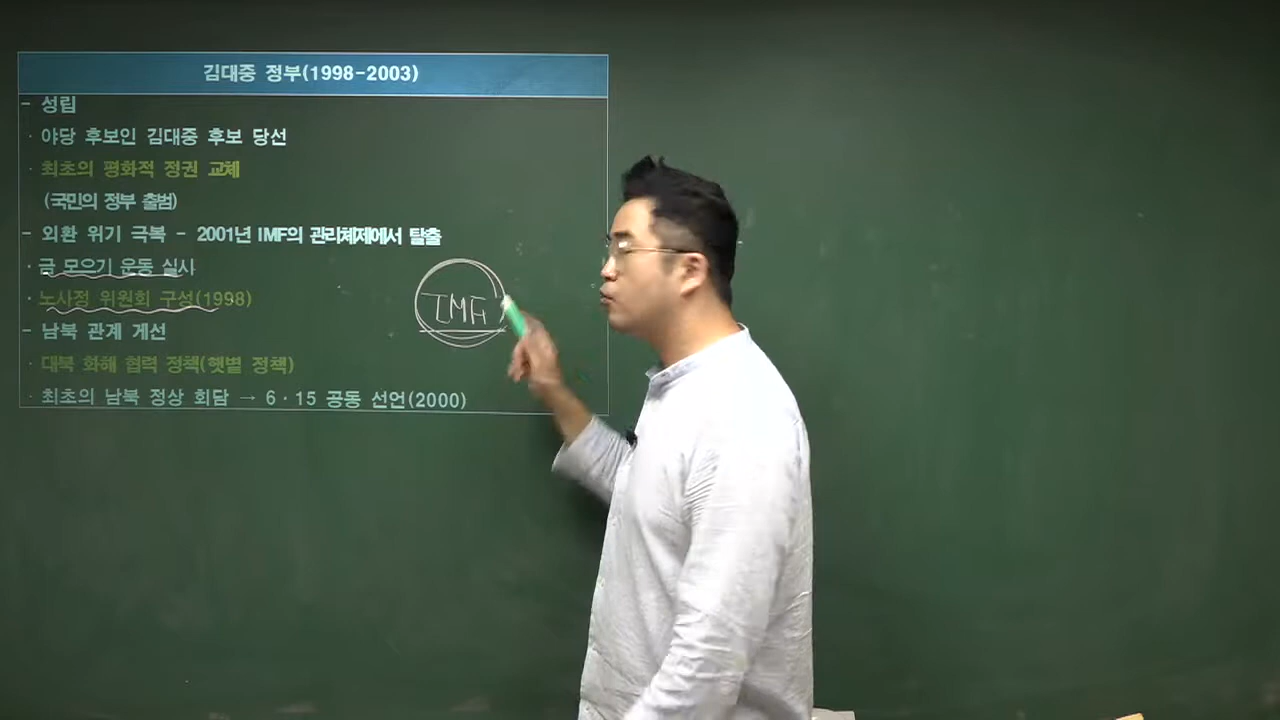 김대중 정부(1998-2003)
- 성립
· 야당 후보인 김대중 후보 당선
· 최초의 평화적 정권 교체
(국민의 정부 출범)
- 외환 위기 극복 - 2001년 IMF의 관리체제에서 탈출
· 금 모으기 운동 실시
· 노사정 위원회 구성(1998)
IMF
- 남북 관계 개선
· 대북 화해 협력 정책(햇볕 정책)
· 최초의 남북 정상 회담 → 6·15 공동 선언(2000)